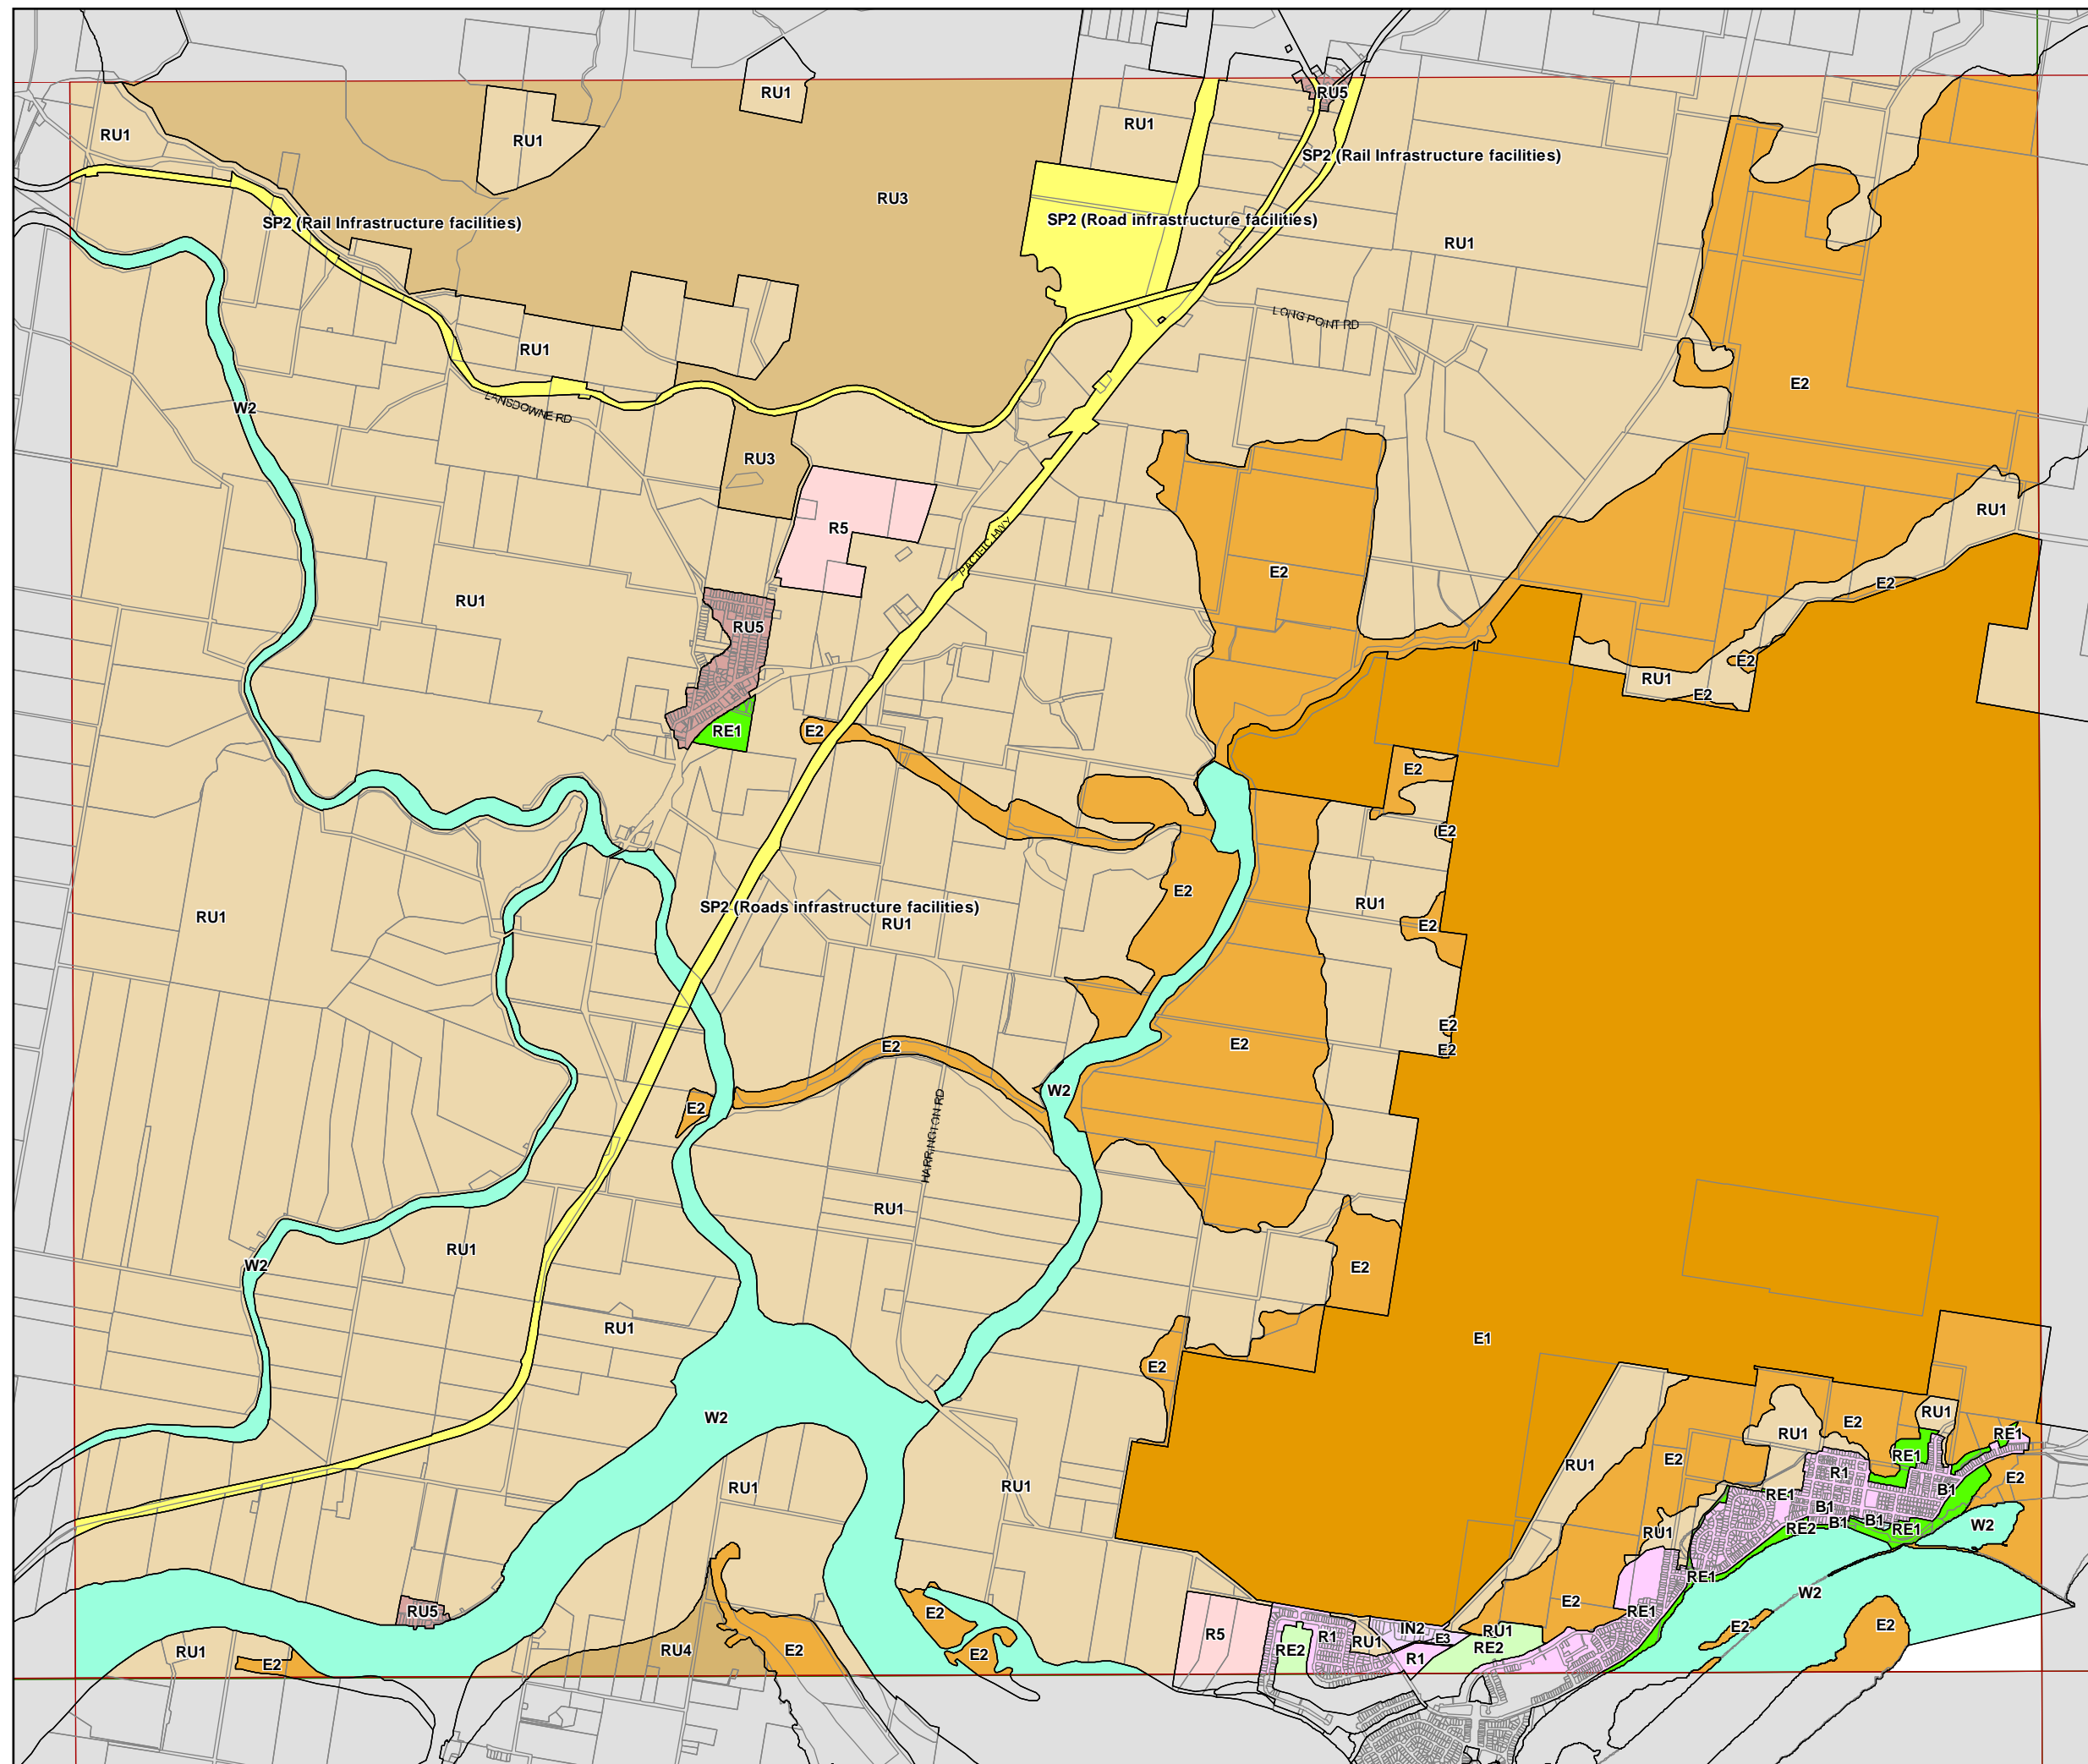 RU1
RU5
RU1
RU1
RU1
SP2 (Rail Infrastructure facilities)
RU3
SP2 (Road infrastructure facilities)
SP2 (Rail Infrastructure facilities)
RU1
LONG POINT RD
RU1
E2
W2
LANSDOWNE RD
RU3
RU1
R5
PACIFIC HWY
E2
E2
RU1
RU5
E2
RU1
E2
RE1
E2
E2
E2
E2
RU1
SP2 (Roads infrastructure facilities)
RU1
RU1
E2
E2
E2
E2
E2
W2
E2
HARRINGTON RD
RU1
RU1
W2
E2
RU1
E1
E2
W2
RU1
E2
RU1
RE1
E2
RE1
RU1
R1
E2
RU1
RU1
RE1
B1
B1
W2
RE2
B1
B1
RE1
RU1
RE1
W2
E2
RU5
E2
RE1
E2
E2
IN2
RU1
R5
R1
RU1
E3
RE2
RU1
E2
RU4
E2
E2
RE2
R1